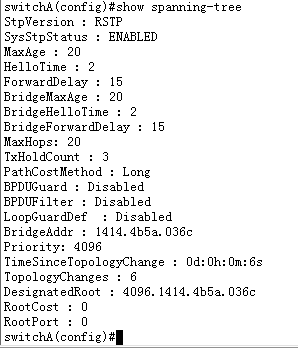 switchA(config)#show spanning-tree
StpVersion : RSTP
SysStpStatus : ENABLED
MaxAge : 20
HelloTime : 2
ForwardDelay : 15
BridgeMaxAge : 20
BridgeHelloTime : 2
BridgeForwardDelay : 15
MaxHops: 20
TxHoldCount : 3
PathCostMethod : Long
BPDUGuard : Disabled
BPDUFilter : Disabled
LoopGuardDef  : Disabled
BridgeAddr : 1414.4b5a.036c
Priority: 4096
TimeSinceTopologyChange : 0d:0h:0m:6s
TopologyChanges : 6
DesignatedRoot : 4096.1414.4b5a.036c
RootCost : 0
RootPort : 0
switchA(config)#